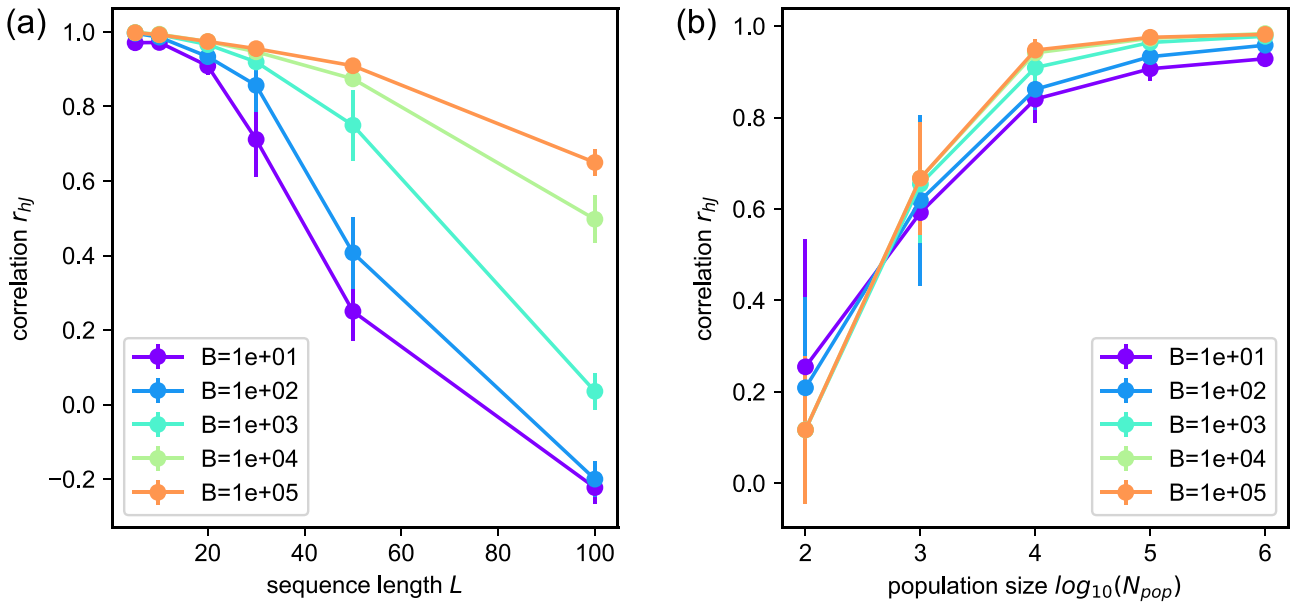 (a)
correlation r_hJ
1.0
0.8
0.6
0.4
0.2
0.0
−0.2
B=1e+01
B=1e+02
B=1e+03
B=1e+04
B=1e+05
20 40 60 80 100
sequence length L
(b)
correlation r_hJ
1.0
0.8
0.6
0.4
0.2
0.0
B=1e+01
B=1e+02
B=1e+03
B=1e+04
B=1e+05
2 3 4 5 6
population size log_10(N_pop)